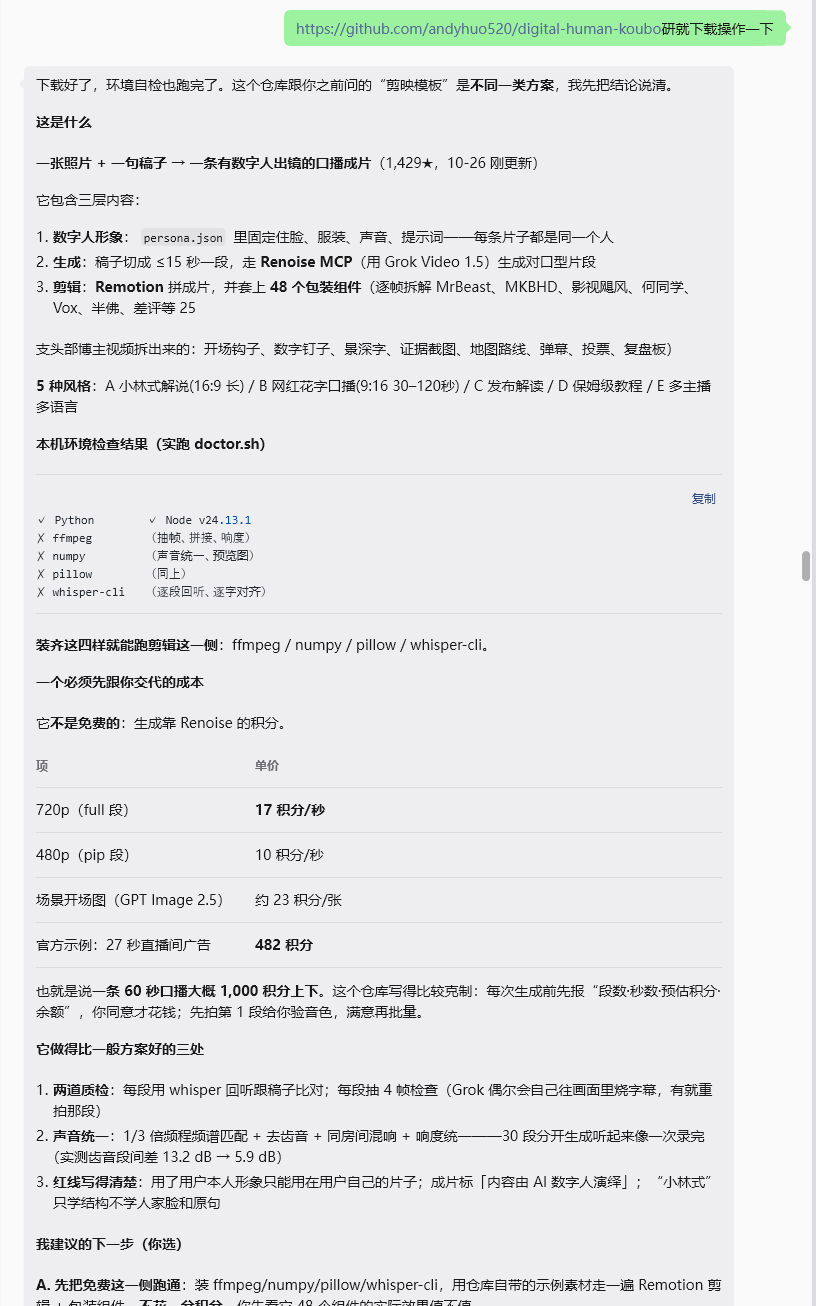 https://github.com/andyhuo520/digital-human-koubo研就下载操作一下
下载好了，环境自检也跑完了。这个仓库跟你之前问的“剪映模板”是不同一类方案，我先把结论说清。
这是什么
一张照片 + 一句稿子 → 一条有数字人出镜的口播成片（1,429★，10-26 刚更新）
它包含三层内容：
1. 数字人形象： persona.json 里固定住脸、服装、声音、提示词——每条片子都是同一个人
2. 生成：稿子切成 ≤15 秒一段，走 Renoise MCP（用 Grok Video 1.5）生成对口型片段
3. 剪辑：Remotion 拼成片，并套上 48 个包装组件（逐帧拆解 MrBeast、MKBHD、影视飓风、何同学、
Vox、半佛、差评等 25
支头部博主视频拆出来的：开场钩子、数字钉子、景深字、证据截图、地图路线、弹幕、投票、复盘板）
5 种风格：A 小林式解说(16:9 长) / B 网红花字口播(9:16 30–120秒) / C 发布解读 / D 保姆级教程 / E 多主播
多语言
本机环境检查结果（实跑 doctor.sh）
复制
✓ Python ✓ Node v24.13.1
✗ ffmpeg （抽帧、拼接、响度）
✗ numpy （声音统一、预览图）
✗ pillow （同上）
✗ whisper-cli （逐段回听、逐字对齐）
装齐这四样就能跑剪辑这一侧：ffmpeg / numpy / pillow / whisper-cli。
一个必须先跟你交代的成本
它不是免费的：生成靠 Renoise 的积分。
项 单价
720p（full 段） 17 积分/秒
480p（pip 段） 10 积分/秒
场景开场图（GPT Image 2.5） 约 23 积分/张
官方示例：27 秒直播间广告 482 积分
也就是说一条 60 秒口播大概 1,000 积分上下。这个仓库写得比较克制：每次生成前先报“段数·秒数·预估积分·
余额”，你同意才花钱；先拍第 1 段给你验音色，满意再批量。
它做得比一般方案好的三处
1. 两道质检：每段用 whisper 回听跟稿子比对；每段抽 4 帧检查（Grok 偶尔会自己往画面里烧字幕，有就重
拍那段）
2. 声音统一：1/3 倍频程频谱匹配 + 去齿音 + 同房间混响 + 响度统一——30 段分开生成听起来像一次录完
（实测齿音段间差 13.2 dB → 5.9 dB）
3. 红线写得清楚：用了用户本人形象只能用在用户自己的片子；成片标「内容由 AI 数字人演绎」；“小林式”
只学结构不学人家脸和原句
我建议的下一步（你选）
A. 先把免费这一侧跑通：装 ffmpeg/numpy/pillow/whisper-cli，用仓库自带的示例素材走一遍 Remotion 剪